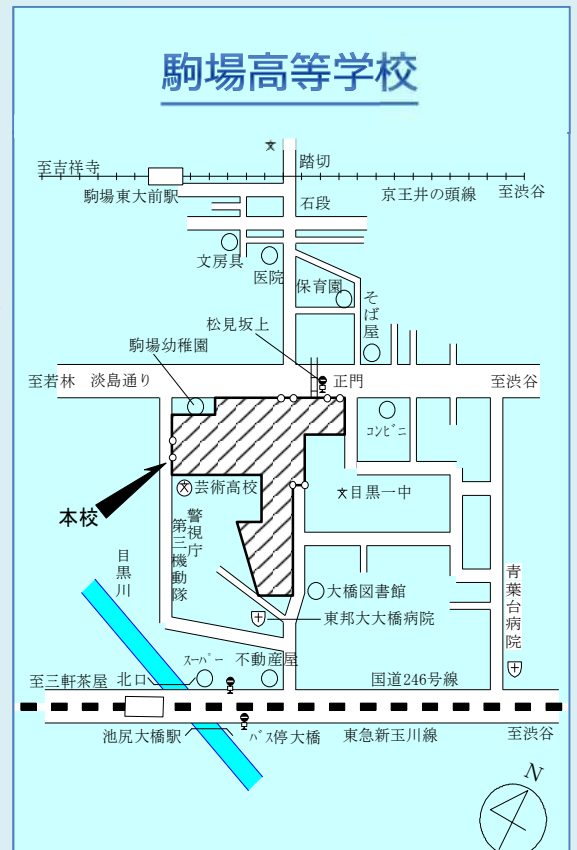 駒場高等学校
踏切
至吉祥寺
京王井の頭線
至渋谷
駒場東大前駅
石段
文房具
医院
保育園
そば屋
松見坂上
駒場幼稚園
至若林
淡島通り
正門
至渋谷
コンビニ
芸術高校
目黒一中
本校
警視庁
第三機動隊
目黒川
大橋図書館
青葉台病院
東邦大大橋病院
スーパー
不動産屋
至三軒茶屋
北口
国道246号線
池尻大橋駅
バス停大橋
東急新玉川線
至渋谷
N